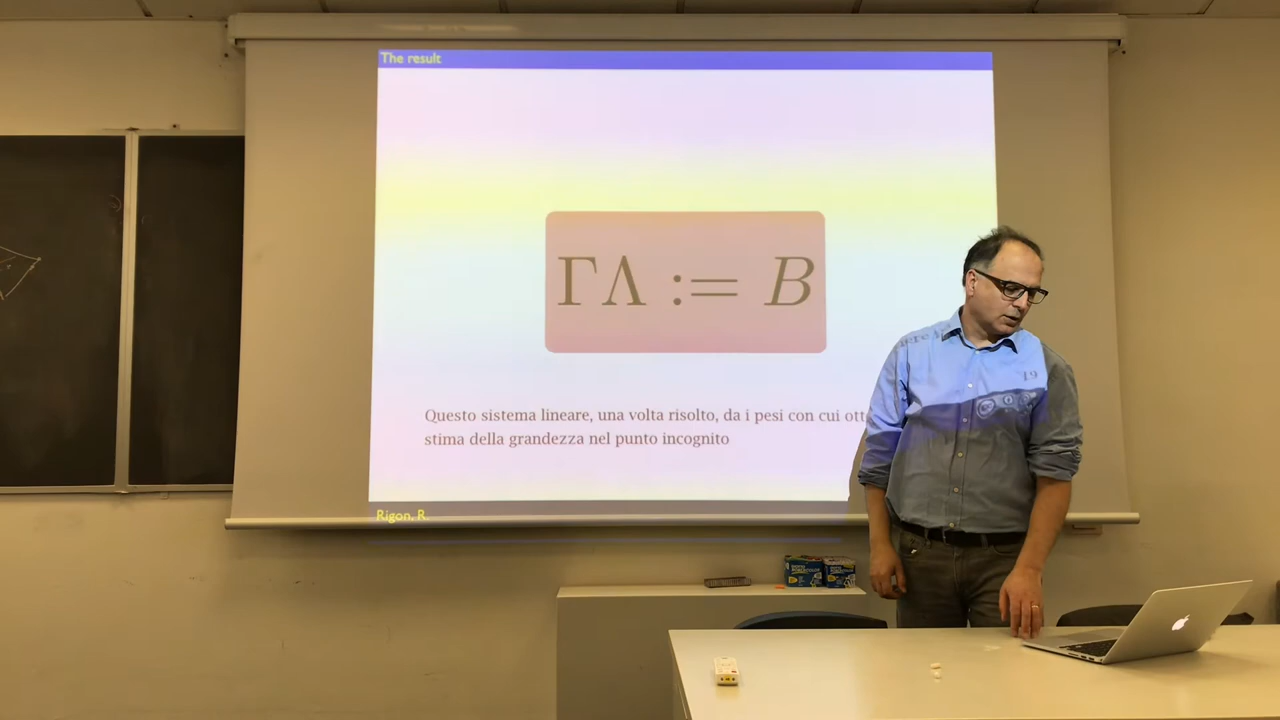 The result
ΓΛ := B
Questo sistema lineare, una volta risolto, da i pesi con cui
stima della grandezza nel punto incognito
Rigon, R.
19